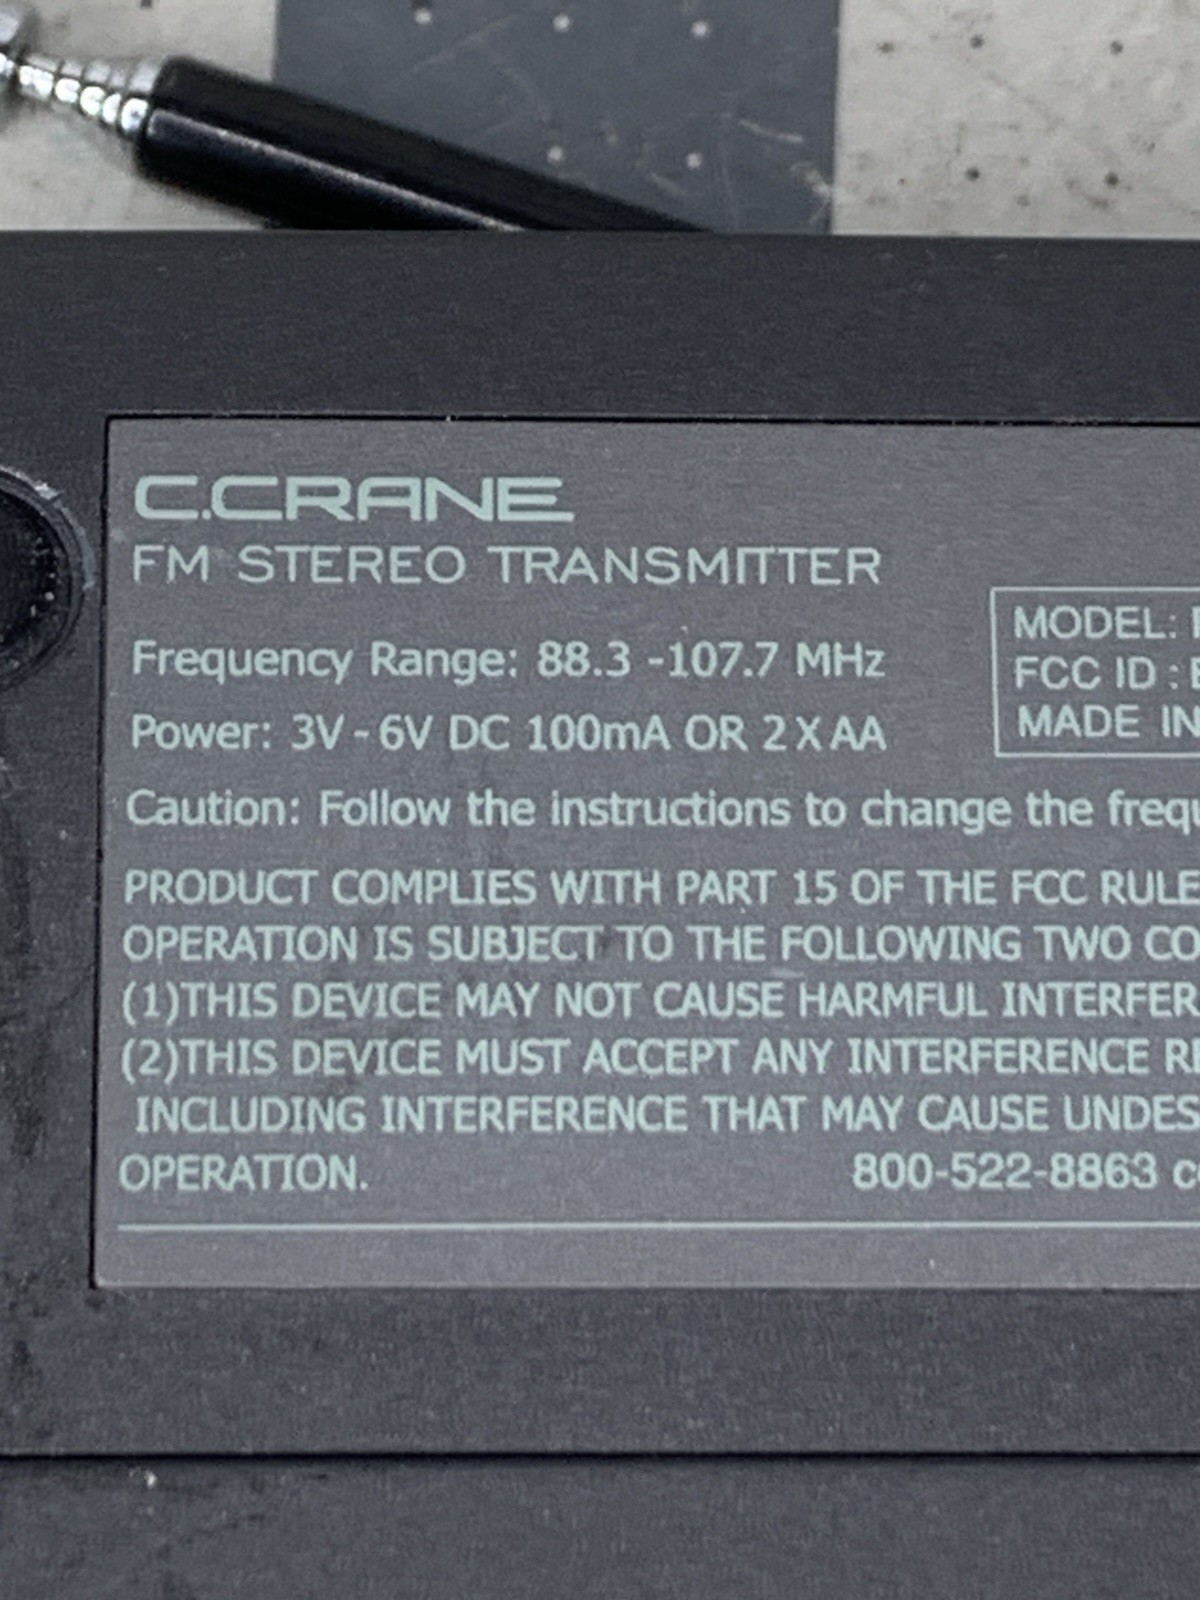 C.CRANE
FM STEREO TRANSMITTER
Frequency Range: 88.3 -107.7 MHz
Power: 3V - 6V DC 100mA OR 2 X AA
MODEL:
FCC ID :
MADE IN
Caution: Follow the instructions to change the
PRODUCT COMPLIES WITH PART 15 OF THE FCC
OPERATION IS SUBJECT TO THE FOLLOWING TWO
(1)THIS DEVICE MAY NOT CAUSE HARMFUL
(2)THIS DEVICE MUST ACCEPT ANY INTERFERENCE
INCLUDING INTERFERENCE THAT MAY CAUSE
OPERATION. 800-522-8863